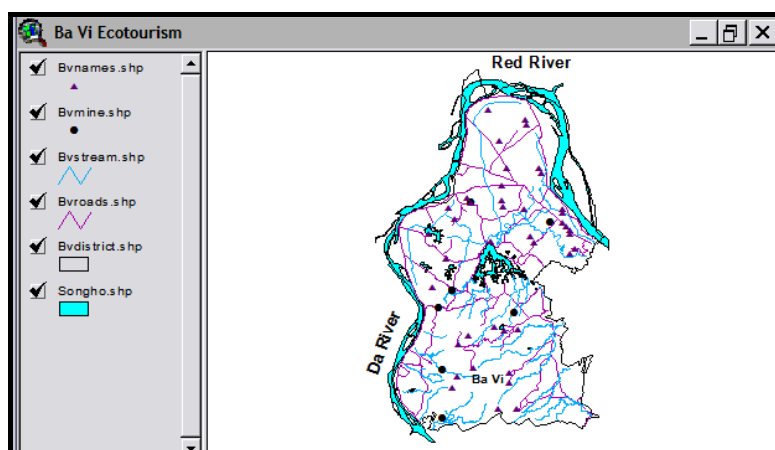 Ba Vi Ecotourism
Bvnames.shp
Bvmine.shp
Bvstream.shp
Bvroads.shp
Bvdistrict.shp
Songho.shp
Red River
Da River
Ba Vi